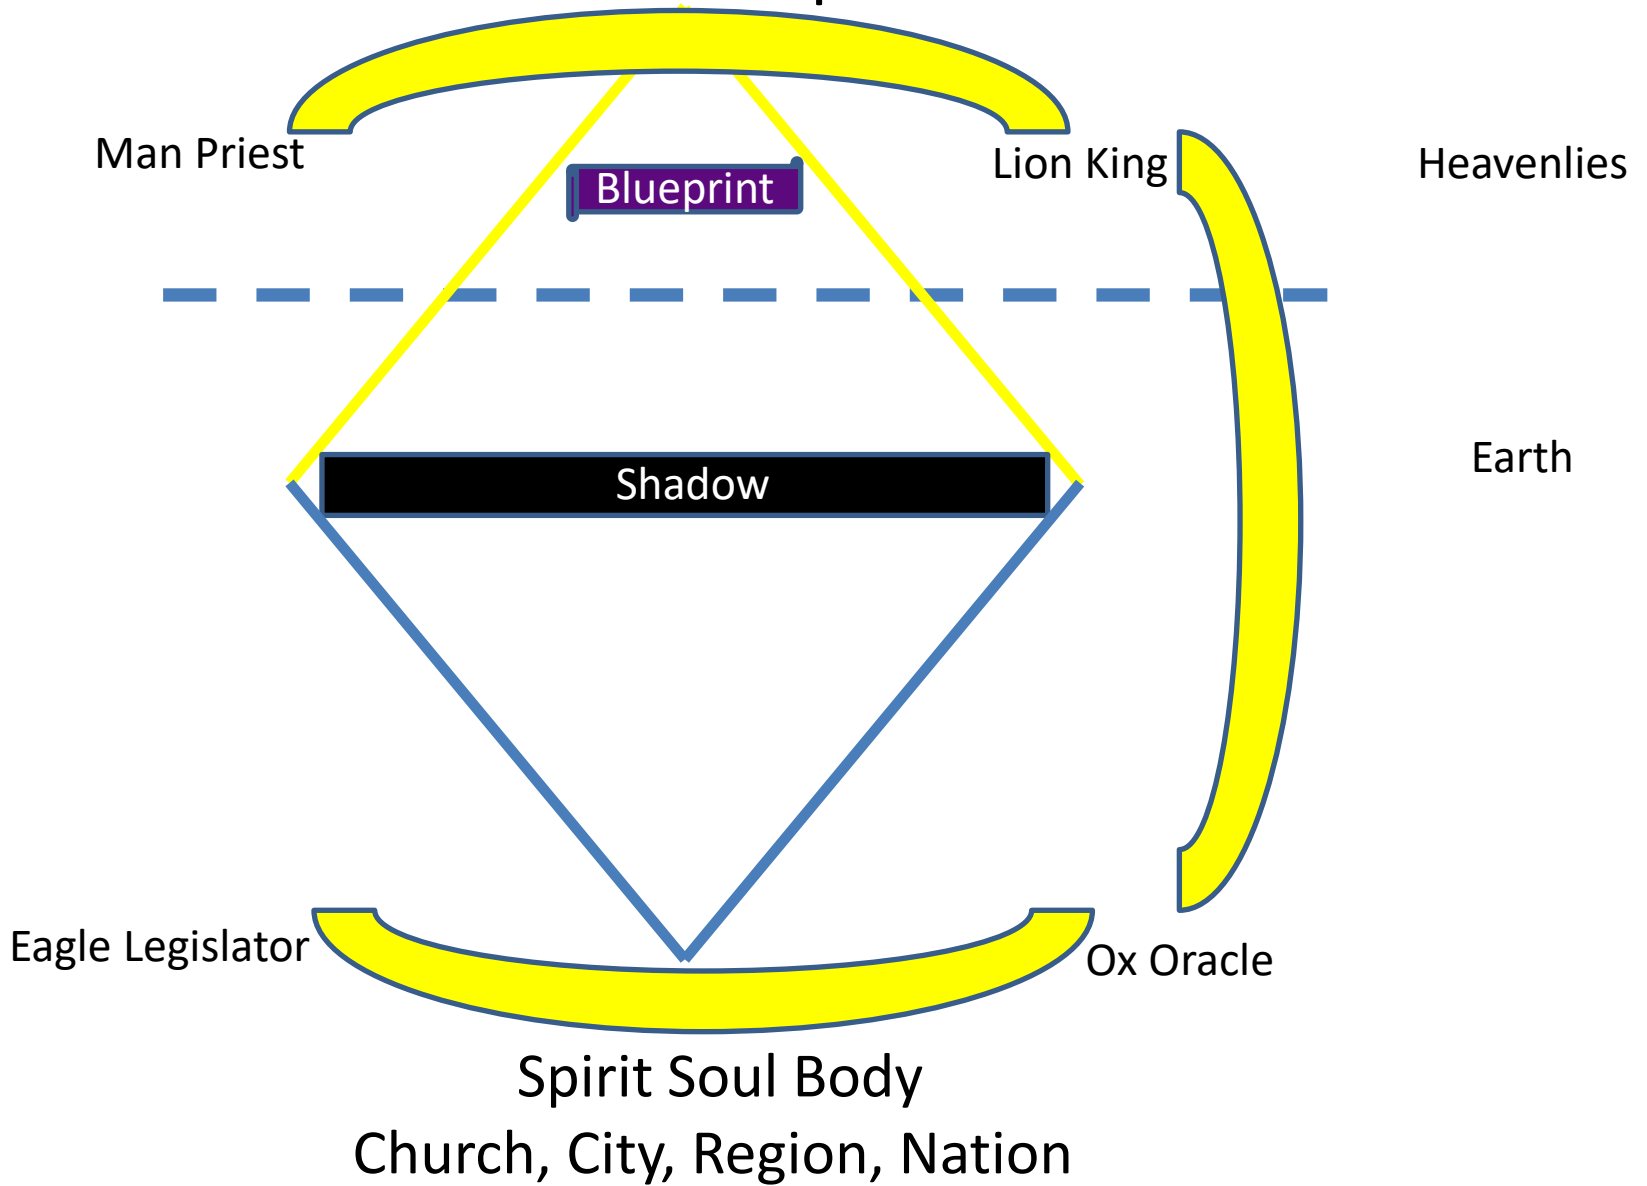 Man Priest
Lion King
Heavenlies
Blueprint
Earth
Shadow
Eagle Legislator
Ox Oracle
Spirit Soul Body
Church, City, Region, Nation